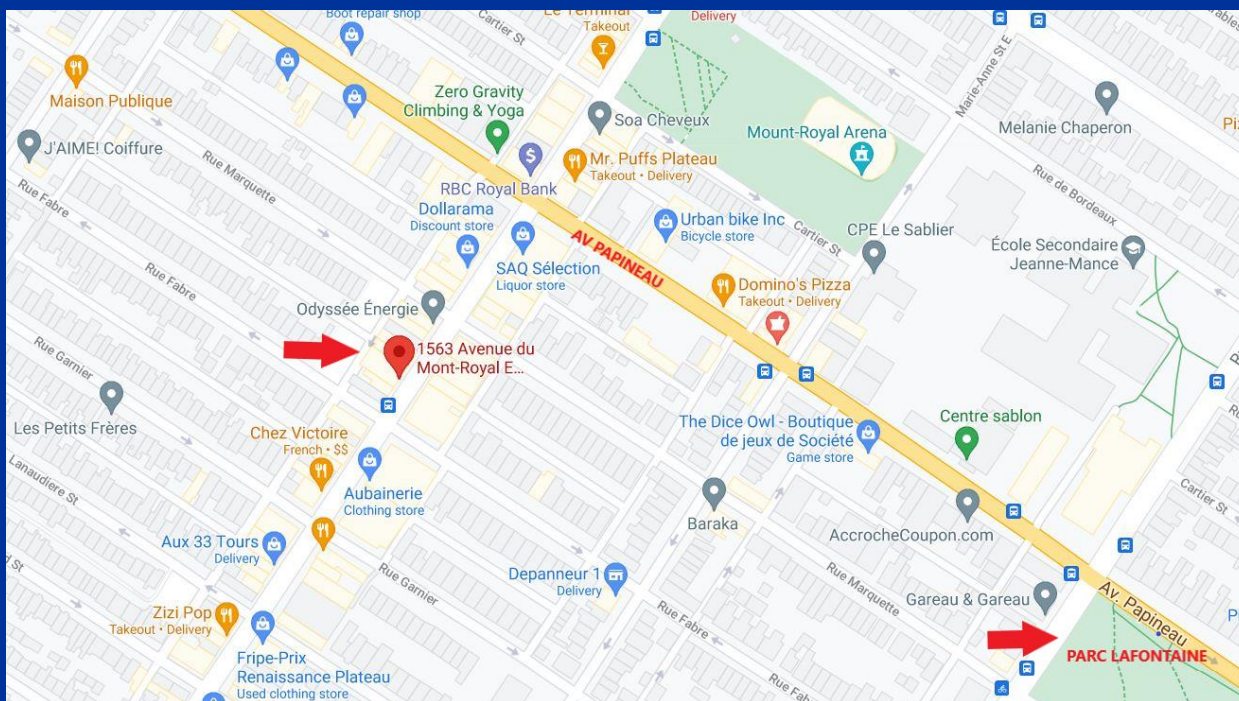 Boot repair shop
Cartier St
Le Terminal
Takeout
Delivery
Maison Publique
Zero Gravity
Climbing & Yoga
Soa Cheveux
Mount-Royal Arena
Marie-Anne St E
Melanie Chaperon
J'AIME! Coiffure
Rue Marquette
Rue Fabre
RBC Royal Bank
Mr. Puffs Plateau
Takeout • Delivery
Rue de Bordeaux
Dollarama
Discount store
Urban bike Inc
Bicycle store
Cartier St
CPE Le Sablier
École Secondaire
Jeanne-Mance
AV PAPINEAU
SAQ Sélection
Liquor store
Rue Fabre
Domino's Pizza
Takeout • Delivery
Odyssée Énergie
1563 Avenue du
Mont-Royal E...
Rue Garnier
Les Petits Frères
Chez Victoire
French • $$
The Dice Owl - Boutique
de jeux de Société
Game store
Centre sablon
Lanaudiere St
Aubainerie
Clothing store
Cartier St
Baraka
AccrocheCoupon.com
Aux 33 Tours
Delivery
Rue Garnier
Depanneur 1
Delivery
Rue Marquette
Gareau & Gareau
Av. Papineau
Zizi Pop
Takeout • Delivery
Rue Fabre
PARC LAFONTAINE
Fripe-Prix
Renaissance Plateau
Used clothing store